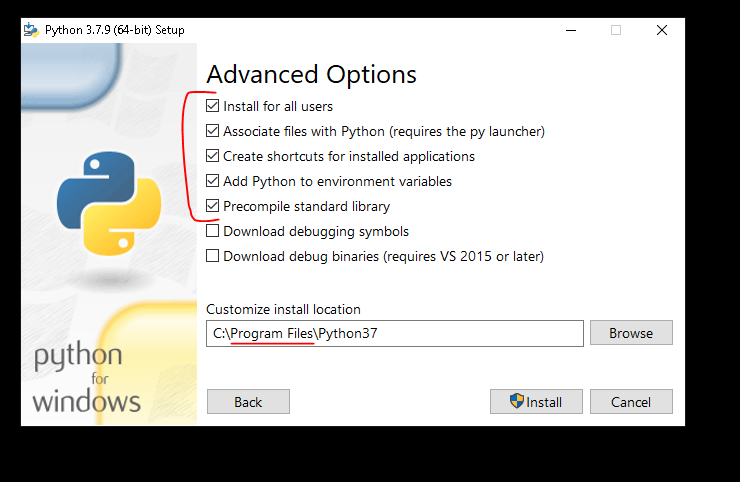 Python 3.7.9 (64-bit) Setup
Advanced Options
Install for all users
Associate files with Python (requires the py launcher)
Create shortcuts for installed applications
Add Python to environment variables
Precompile standard library
Download debugging symbols
Download debug binaries (requires VS 2015 or later)
Customize install location
C:\Program Files\Python37
Browse
python
for
windows
Back
Install
Cancel